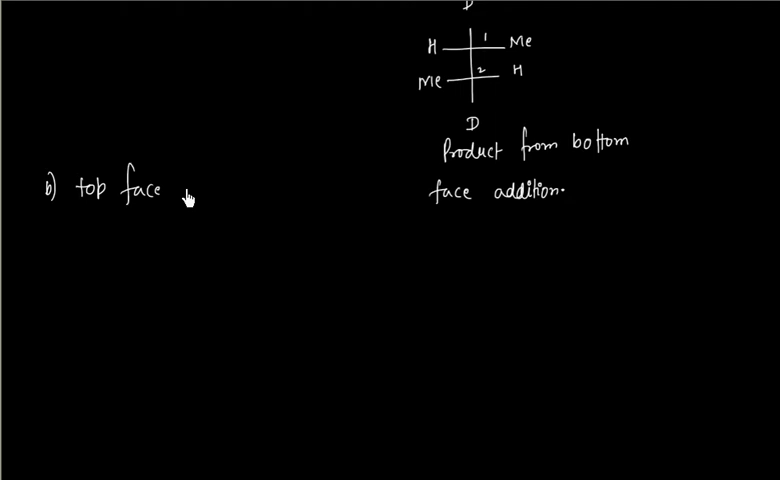 D
H 1 Me
Me 2 H
D
Product from bottom
face addition.
b) top face